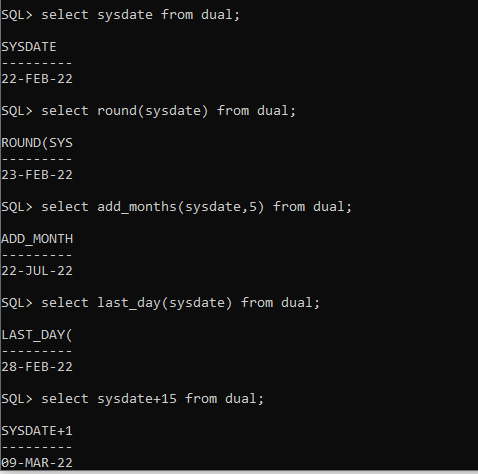 SQL> select sysdate from dual;
SYSDATE
---------
22-FEB-22
SQL> select round(sysdate) from dual;
ROUND(SYS
---------
23-FEB-22
SQL> select add_months(sysdate,5) from dual;
ADD_MONTH
---------
22-JUL-22
SQL> select last_day(sysdate) from dual;
LAST_DAY(
---------
28-FEB-22
SQL> select sysdate+15 from dual;
SYSDATE+1
---------
09-MAR-22